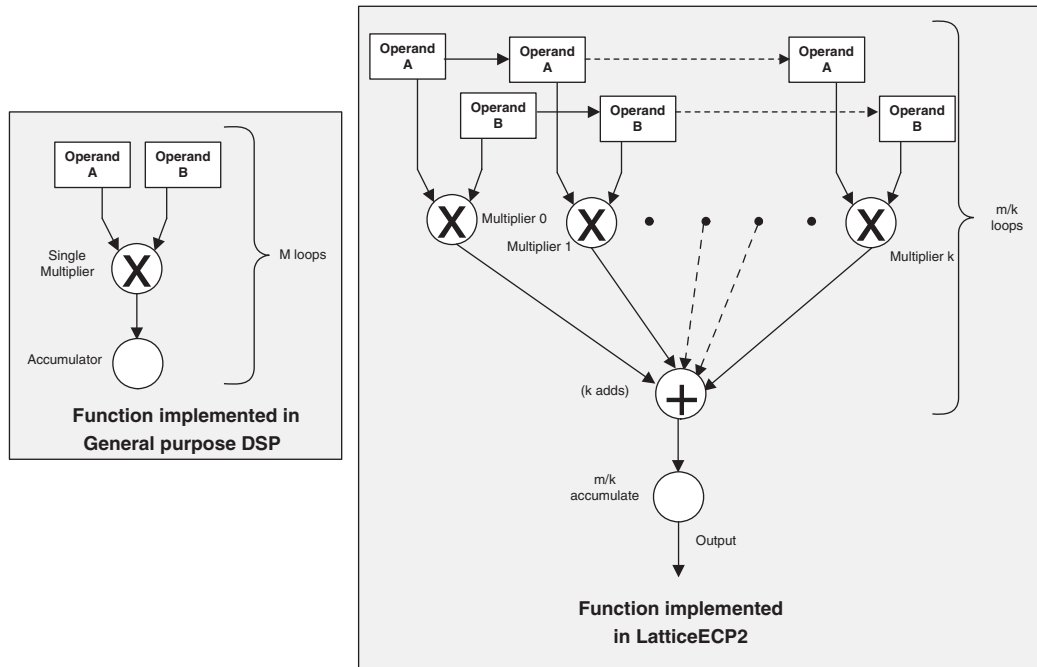 Operand
A
Operand
B
Single
Multiplier
X
M loops
Accumulator
Function implemented in
General purpose DSP
Operand
A
Operand
A
Operand
A
Operand
B
Operand
B
Operand
B
X
Multiplier 0
X
Multiplier 1
X
Multiplier k
m/k
loops
(k adds)
+
m/k
accumulate
Output
Function implemented
in LatticeECP2